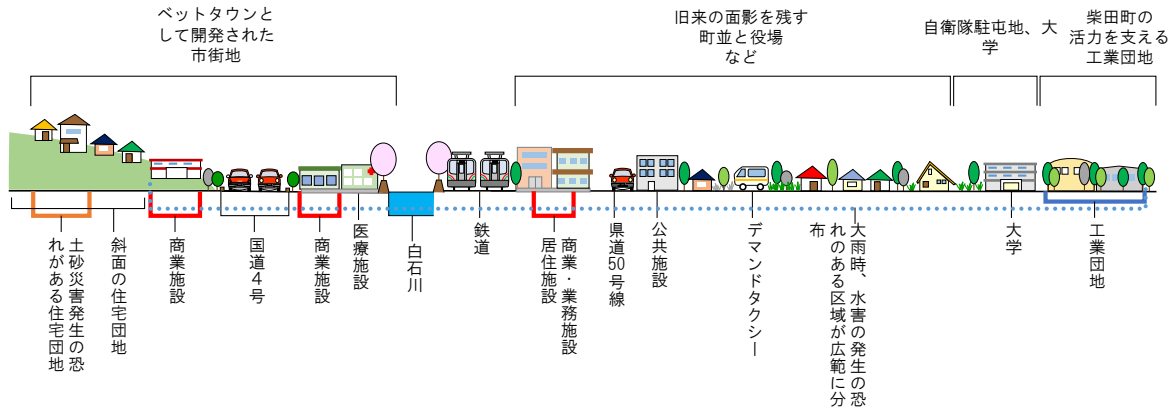 ベットタウンと
して開発された
市街地
旧来の面影を残す
町並と役場
など
自衛隊駐屯地、大
学
柴田町の
活力を支える
工業団地
土砂災害発生の恐
れがある住宅団地
斜面の住宅団地
商業施設
国道4号
商業施設
医療施設
白石川
鉄道
商業・業務施設
居住施設
県道50号線
公共施設
デマンドタクシー
大雨時、水害の発生の恐
れのある区域が広範に分
布
大学
工業団地